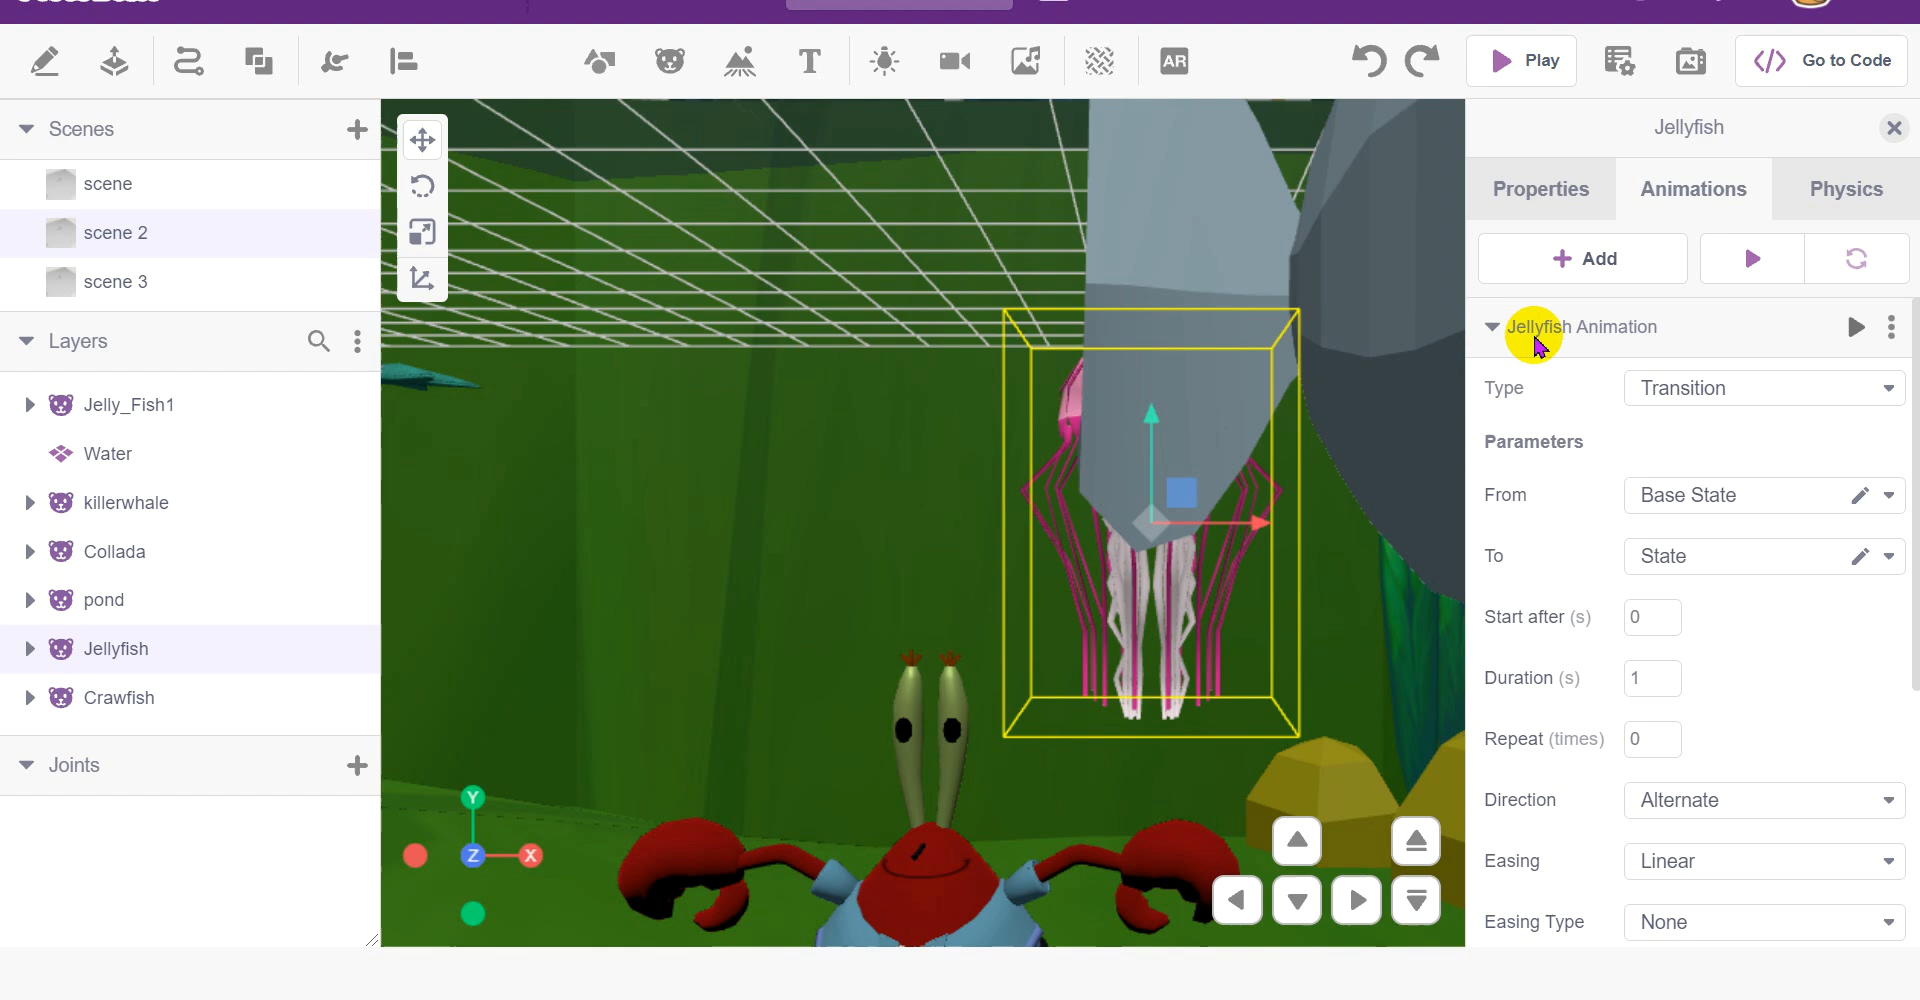 AR
Play
Go to Code
Scenes
scene
scene 2
scene 3
Layers
Jelly_Fish1
Water
killerwhale
Collada
pond
Jellyfish
Crawfish
Joints
Y
Z
X
Jellyfish
Properties
Animations
Physics
Add
Jellyfish Animation
Type
Transition
Parameters
From
Base State
To
State
Start after (s)
0
Duration (s)
1
Repeat (times)
0
Direction
Alternate
Easing
Linear
Easing Type
None